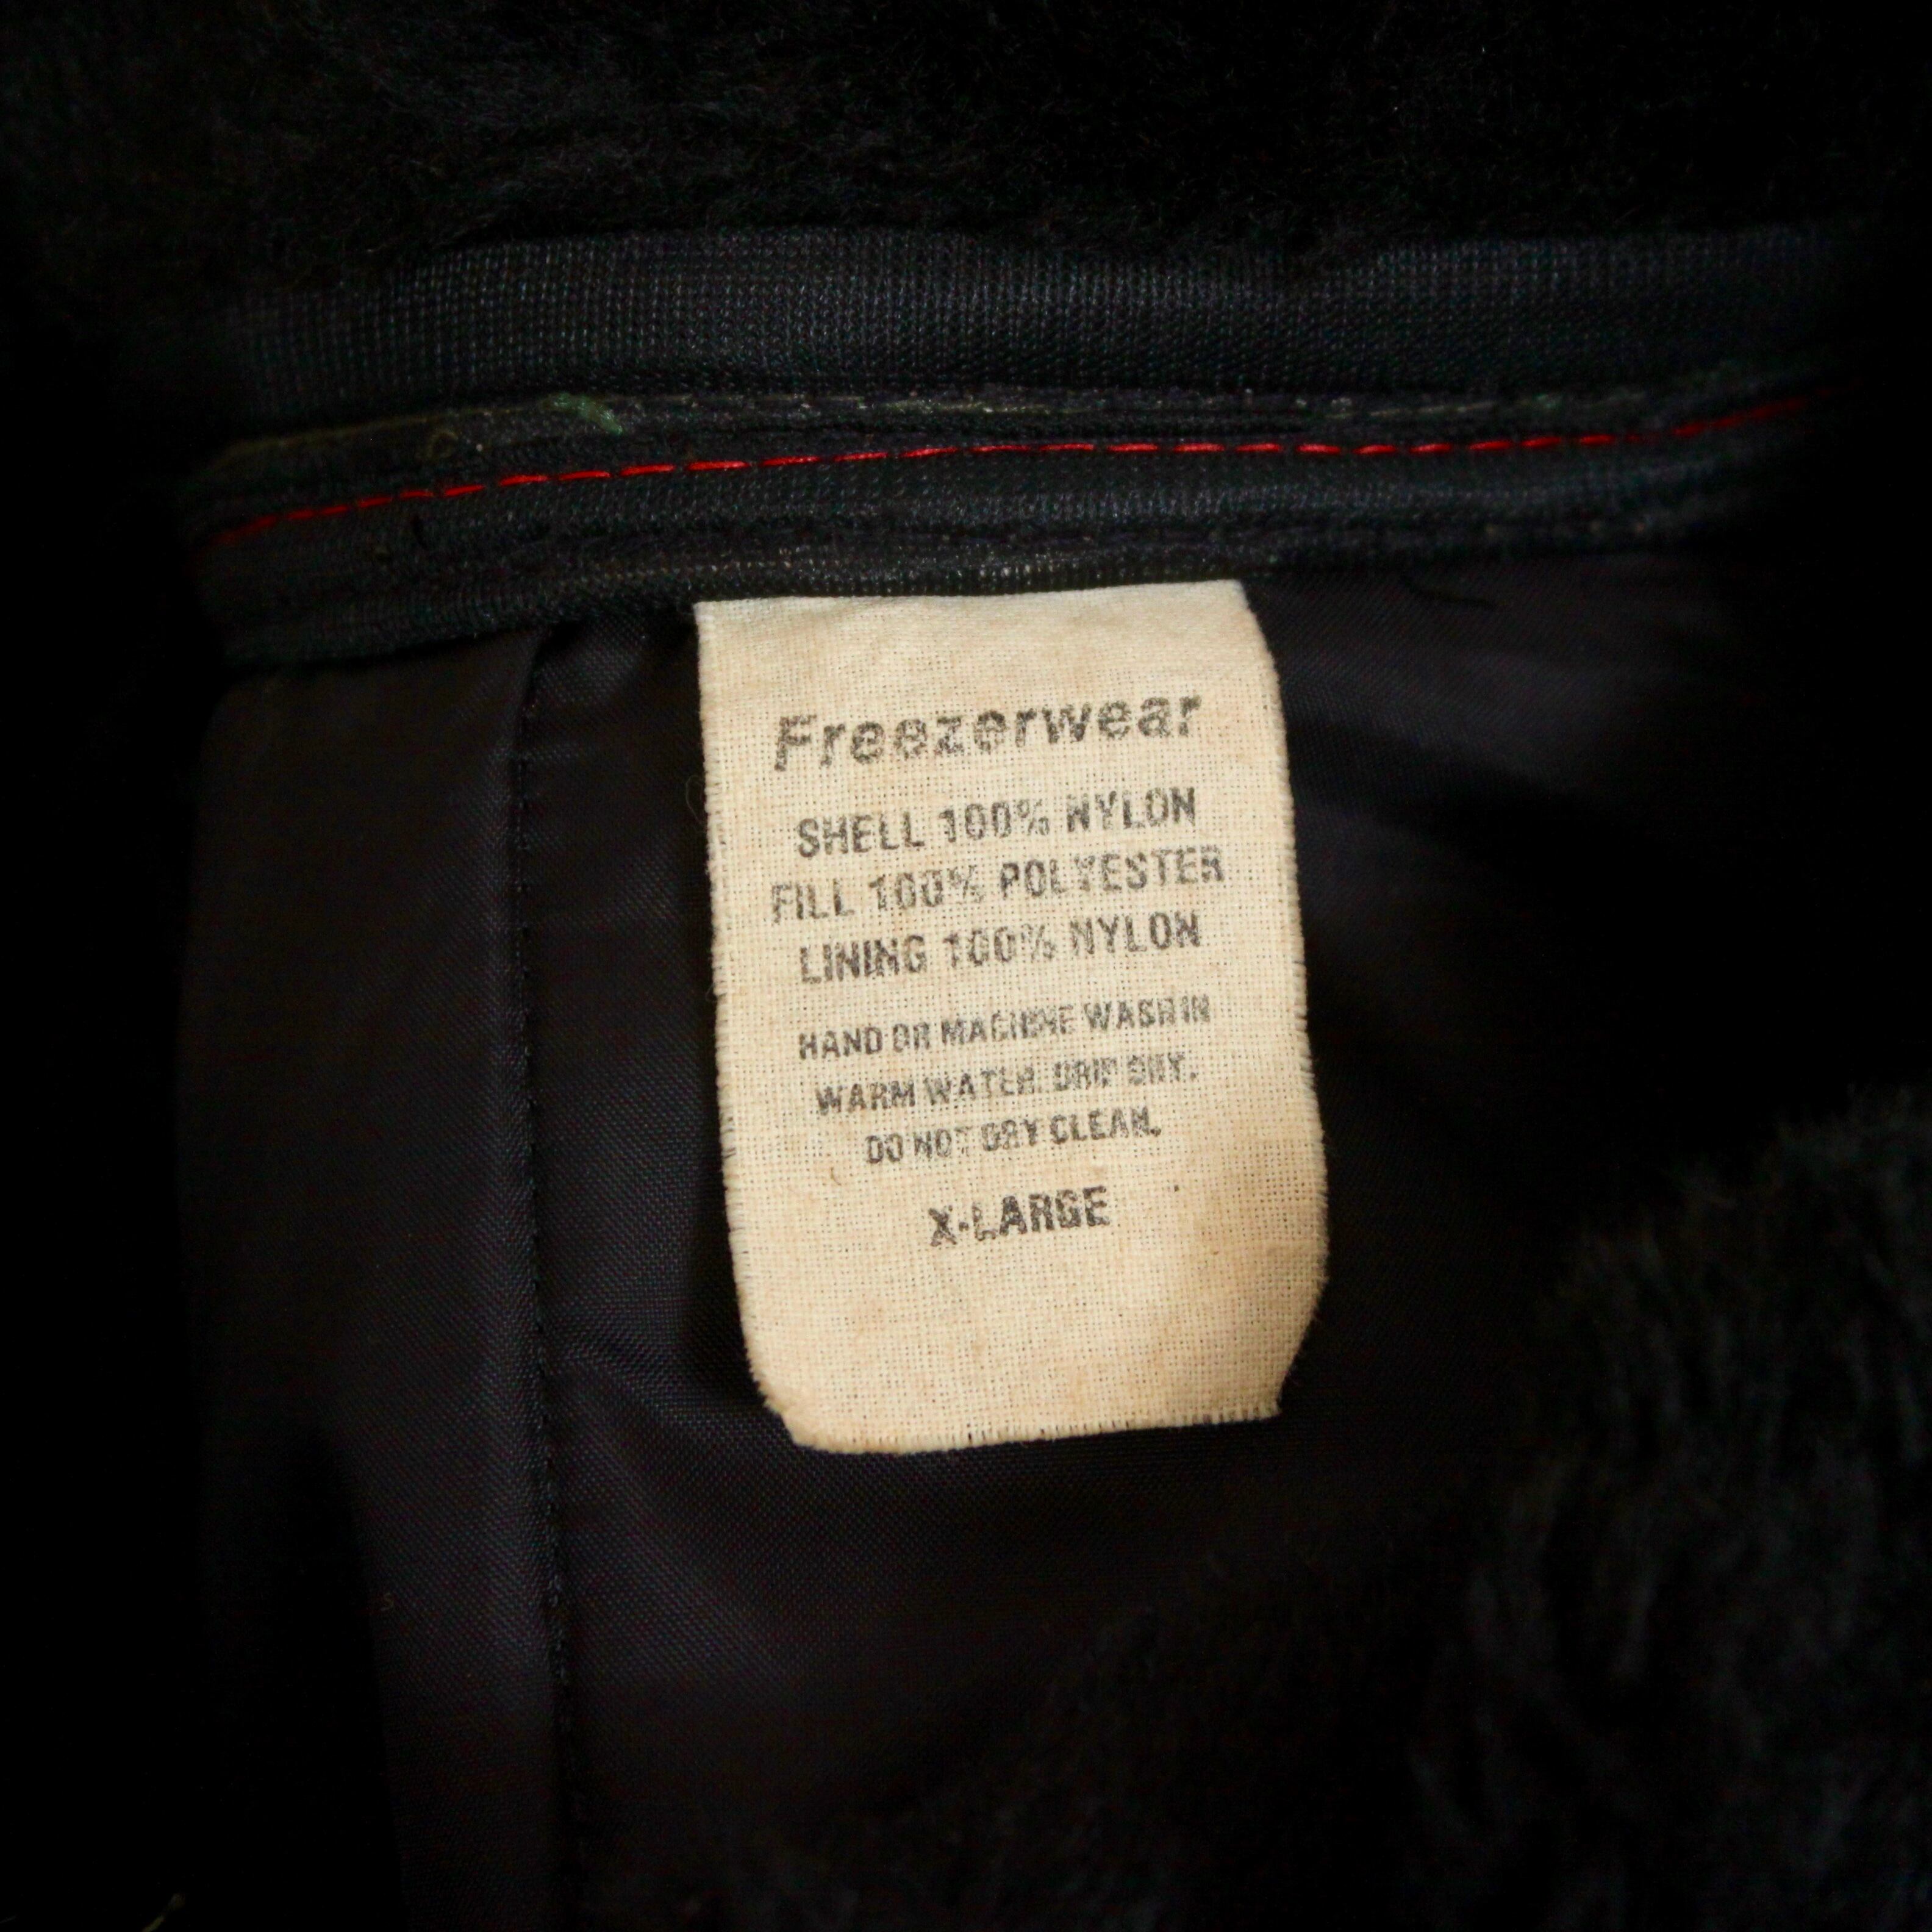 Freezerwear
SHELL 100% NYLON
FILL 100% POLYESTER
LINING 100% NYLON
HAND OR MACHINE WASH IN
WARM WATER. DRIP DRY.
DO NOT DRY CLEAN.
X-LARGE